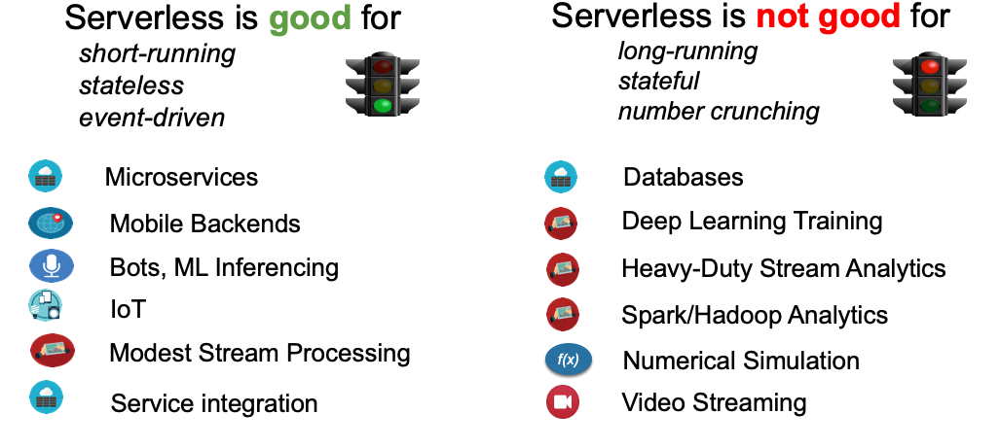 Serverless is good for
short-running
stateless
event-driven
Microservices
Mobile Backends
Bots, ML Inferencing
IoT
Modest Stream Processing
Service integration
Serverless is not good for
long-running
stateful
number crunching
Databases
Deep Learning Training
Heavy-Duty Stream Analytics
Spark/Hadoop Analytics
f(x)
Numerical Simulation
Video Streaming